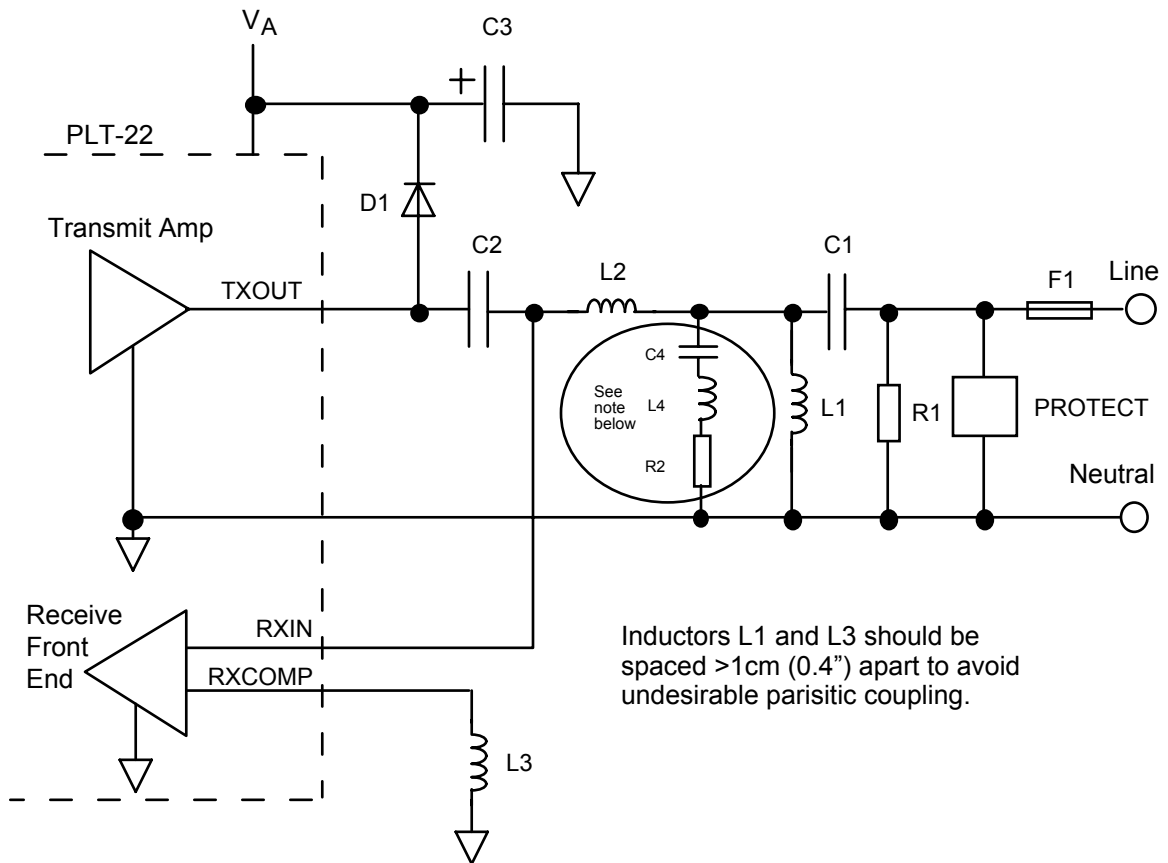 VA
C3
+
PLT-22
D1
Transmit Amp
C2
C1
L2
F1
Line
TXOUT
C4
See
note
below
L4
L1
R1
PROTECT
R2
Neutral
Receive
Front
End
RXIN
RXCOMP
L3
Inductors L1 and L3 should be
spaced >1cm (0.4”) apart to avoid
undesirable parisitic coupling.